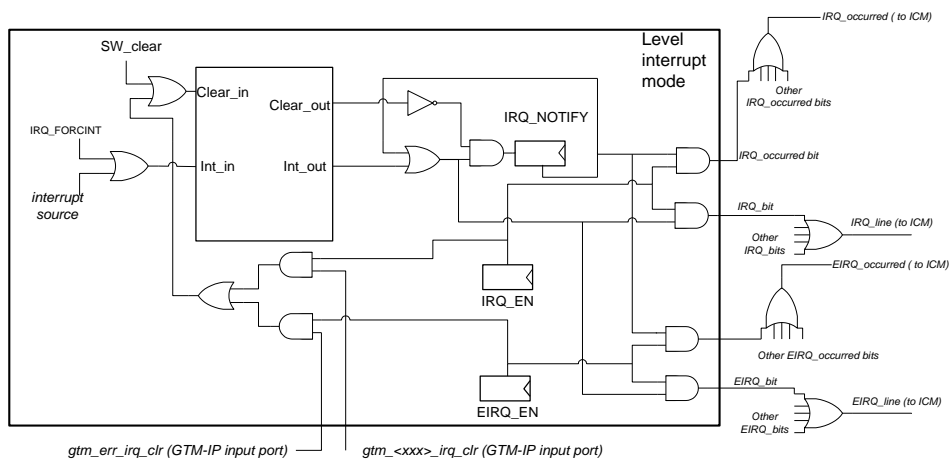 IRQ_occurred ( to ICM)
Level
interrupt
mode
SW_clear
Other
IRQ_occurred bits
Clear_in
Clear_out
IRQ_NOTIFY
IRQ_FORCINT
IRQ_occurred bit
Int_in
Int_out
interrupt
source
IRQ_bit
IRQ_line (to ICM)
Other
IRQ_bits
EIRQ_occurred ( to ICM)
IRQ_EN
Other EIRQ_occurred bits
EIRQ_bit
EIRQ_EN
EIRQ_line (to ICM)
Other
EIRQ_bits
gtm_err_irq_clr (GTM-IP input port)
gtm_<xxx>_irq_clr (GTM-IP input port)